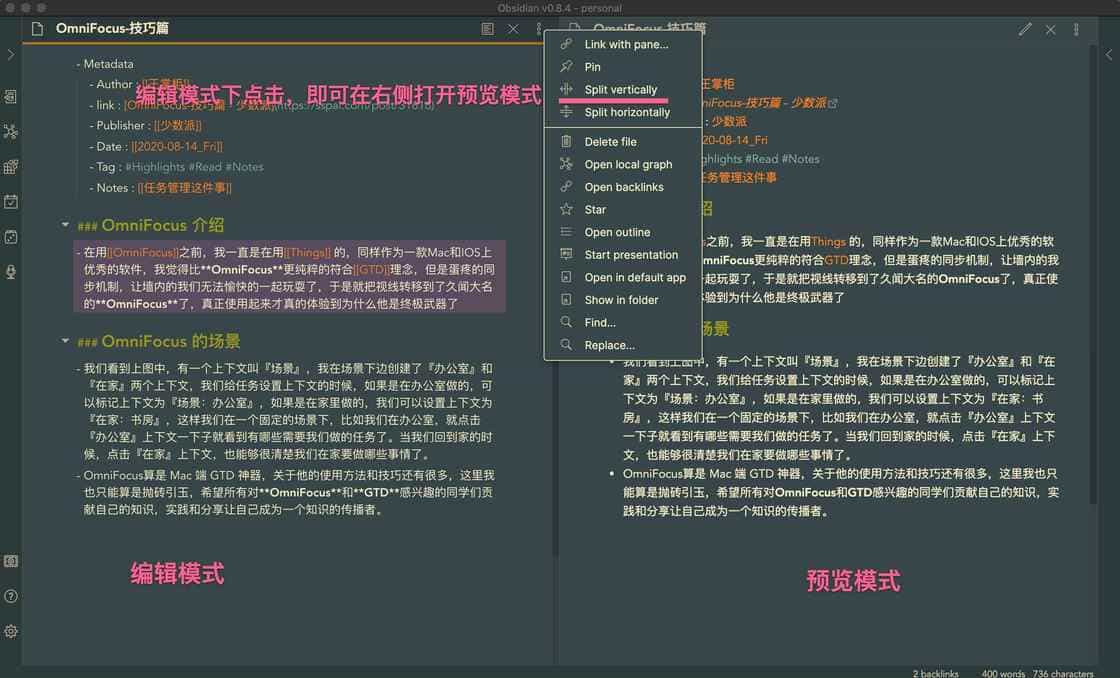 Obsidian v0.8.4 - personal
OmniFocus-技巧篇
- Metadata
- Author : [[王掌柜]]
编辑模式下点击，即可在右侧打开预览模式
- link : [OmniFocus-技巧篇 - 少数派](https://sspai.com/post/31610)
- Publisher : [[少数派]]
- Date : [[2020-08-14_Fri]]
- Tag : #Highlights #Read #Notes
- Notes : [[任务管理这件事]]
### OmniFocus 介绍
- 在用[[OmniFocus]]之前，我一直是在用[[Things]] 的，同样作为一款Mac和IOS上
优秀的软件，我觉得比**OmniFocus**更纯粹的符合[[GTD]]理念，但是蛋疼的同
步机制，让墙内的我们无法愉快的一起玩耍了，于是就把视线转移到了久闻大名
的**OmniFocus**了，真正使用起来才真的体验到为什么他是终极武器了
### OmniFocus 的场景
- 我们看到上图中，有一个上下文叫『场景』，我在场景下边创建了『办公室』和
『在家』两个上下文，我们给任务设置上下文的时候，如果是在办公室做的，可
以标记上下文为『场景：办公室』，如果是在家里做的，我们可以设置上下文为
『在家：书房』，这样我们在一个固定的场景下，比如我们在办公室，就点击
『办公室』上下文一下子就看到有哪些需要我们做的任务了。当我们回到家的时
候，点击『在家』上下文，也能够很清楚我们在家要做哪些事情了。
- OmniFocus算是 Mac 端 GTD 神器，关于他的使用方法和技巧还有很多，这里我
也只能算是抛砖引玉，希望所有对**OmniFocus**和**GTD**感兴趣的同学们贡
献自己的知识，实践和分享让自己成为一个知识的传播者。
编辑模式
Link with pane...
Pin
Split vertically
Split horizontally
Delete file
Open local graph
Open backlinks
Star
Open outline
Start presentation
Open in default app
Show in folder
Find...
Replace...
OmniFocus-技巧篇
王掌柜
niFocus-技巧篇 - 少数派
: 少数派
20-08-14_Fri
ghlights #Read #Notes
务管理这件事
绍
s之前，我一直是在用Things 的，同样作为一款Mac和IOS上优秀的软
mniFocus更纯粹的符合GTD理念，但是蛋疼的同步机制，让墙内的我
起玩耍了，于是就把视线转移到了久闻大名的OmniFocus了，真正使
验到为什么他是终极武器了
场景
我们看到上图中，有一个上下文叫『场景』，我在场景下边创建了『办公室』和『在
家』两个上下文，我们给任务设置上下文的时候，如果是在办公室做的，可以标记上
下文为『场景：办公室』，如果是在家里做的，我们可以设置上下文为『在家：书
房』，这样我们在一个固定的场景下，比如我们在办公室，就点击『办公室』上下文
一下子就看到有哪些需要我们做的任务了。当我们回到家的时候，点击『在家』上下
文，也能够很清楚我们在家要做哪些事情了。
OmniFocus算是 Mac 端 GTD 神器，关于他的使用方法和技巧还有很多，这里我也只
能算是抛砖引玉，希望所有对OmniFocus和GTD感兴趣的同学们贡献自己的知识，实
践和分享让自己成为一个知识的传播者。
预览模式
2 backlinks
400 words
736 characters